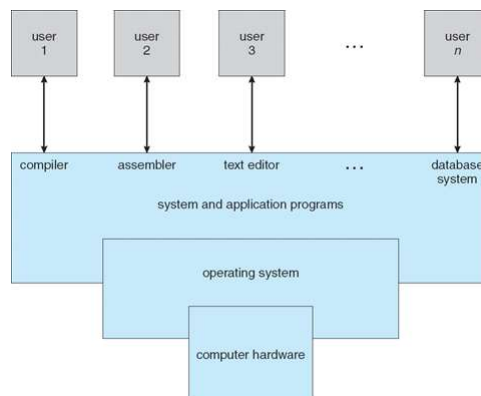 user
1
user
2
user
3
...
user
n
compiler
assembler
text editor
...
database
system
system and application programs
operating system
computer hardware